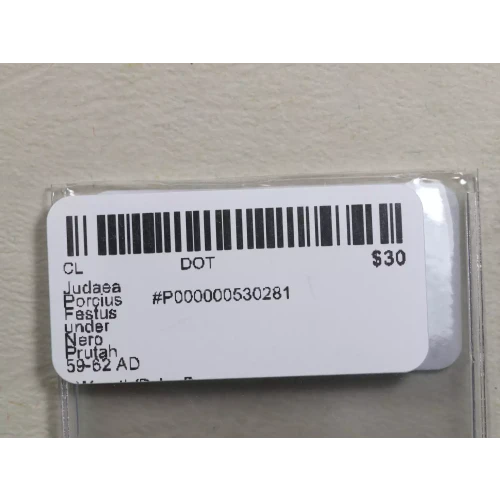 CL DOT $30
Judaea
Porcius #P000000530281
Festus
under
Nero
Prutah
59-62 AD